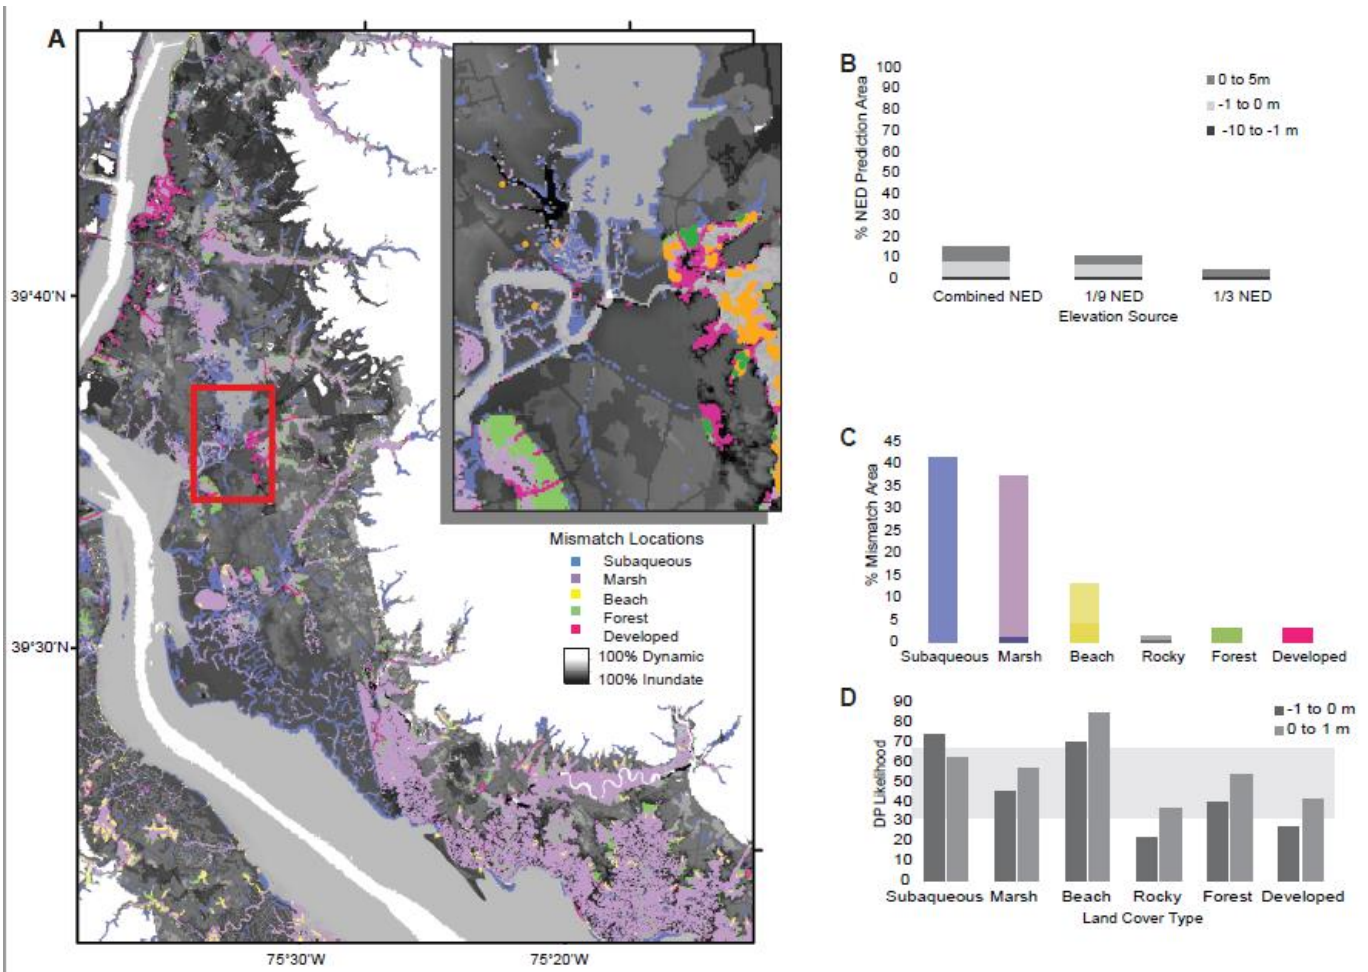 A
39°40'N
39°30'N
75°30'W
75°20'W
Mismatch Locations
Subaqueous
Marsh
Beach
Forest
Developed
100% Dynamic
100% Inundate
B
% NED Prediction Area
100
90
80
70
60
50
40
30
20
10
0
0 to 5m
-1 to 0 m
-10 to -1 m
Combined NED
1/9 NED
1/3 NED
Elevation Source
C
% Mismatch Area
45
40
35
30
25
20
15
10
5
0
Subaqueous
Marsh
Beach
Rocky
Forest
Developed
D
DP Likelihood
90
80
70
60
50
40
30
20
10
0
-1 to 0 m
0 to 1 m
Subaqueous
Marsh
Beach
Rocky
Forest
Developed
Land Cover Type